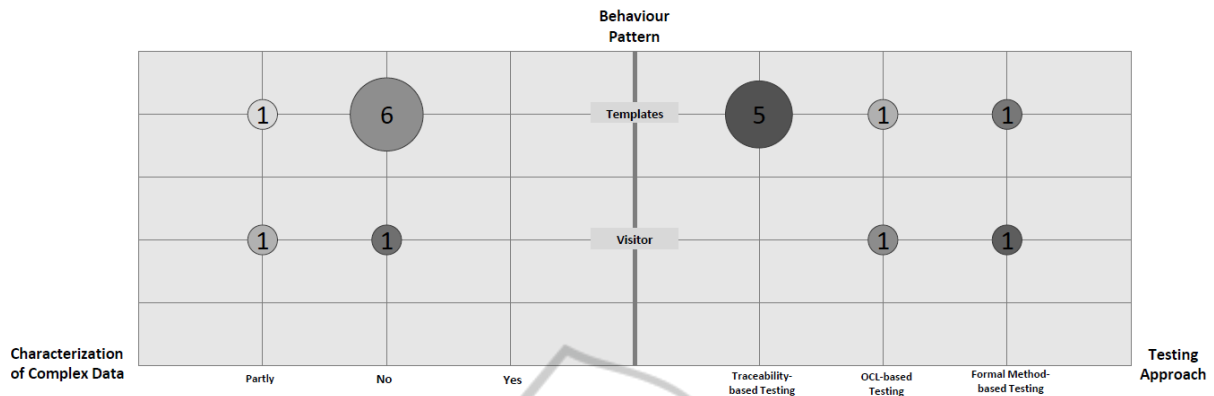 Behaviour
Pattern
1
6
Templates
5
1
1
1
1
Visitor
1
1
Characterization
of Complex Data
Partly
No
Yes
Traceability-
based Testing
OCL-based
Testing
Formal Method-
based Testing
Testing
Approach